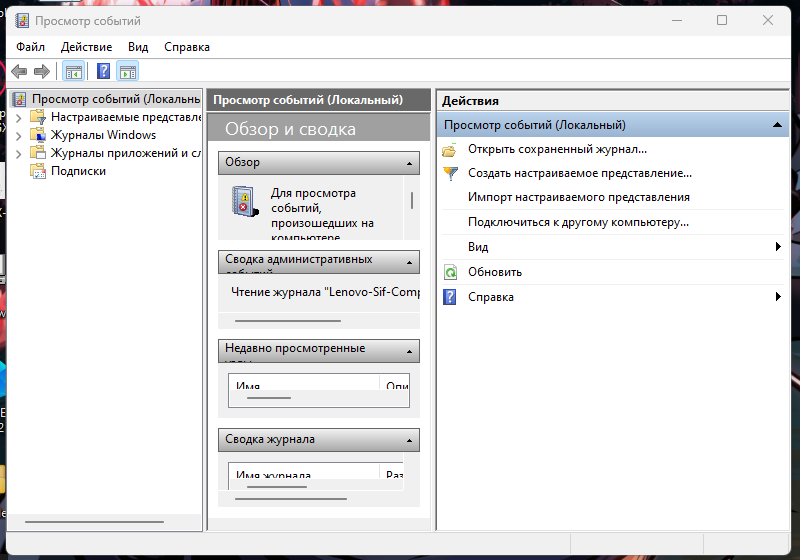 Просмотр событий
Файл Действие Вид Справка
Просмотр событий (Локальнь
Настраиваемые представле
Журналы Windows
Журналы приложений и сл
Подписки
Просмотр событий (Локальный)
Обзор и сводка
Обзор
Для просмотра
событий,
произошедших на
компьютере
Сводка административных
событий
Чтение журнала "Lenovo-Sif-Comp
Недавно просмотренные
узлы
Имя Опи
Сводка журнала
Имя журнала Раз
Действия
Просмотр событий (Локальный)
Открыть сохраненный журнал...
Создать настраиваемое представление...
Импорт настраиваемого представления
Подключиться к другому компьютеру...
Вид
Обновить
Справка